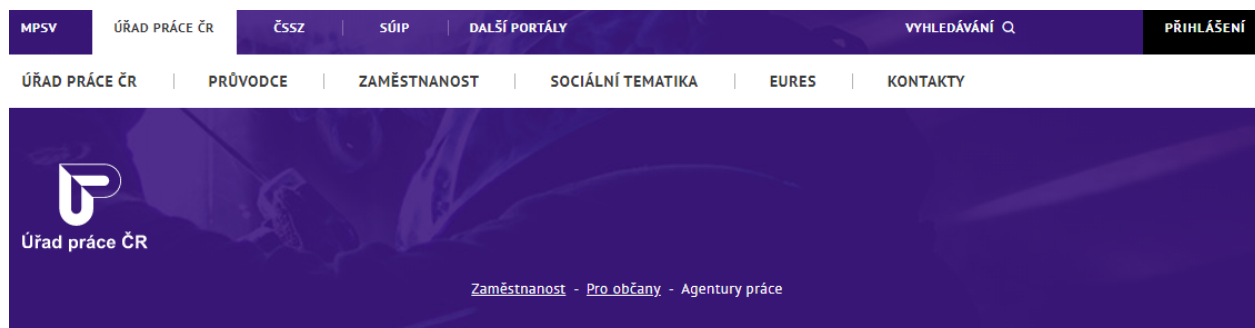 MPSV ÚŘAD PRÁCE ČR ČSSZ SÚIP DALŠÍ PORTÁLY VYHLEDÁVÁNÍ PŘIHLÁŠENÍ
ÚŘAD PRÁCE ČR PRŮVODCE ZAMĚSTNANOST SOCIÁLNÍ TEMATIKA EURES KONTAKTY
Úřad práce ČR
Zaměstnanost - Pro občany - Agentury práce